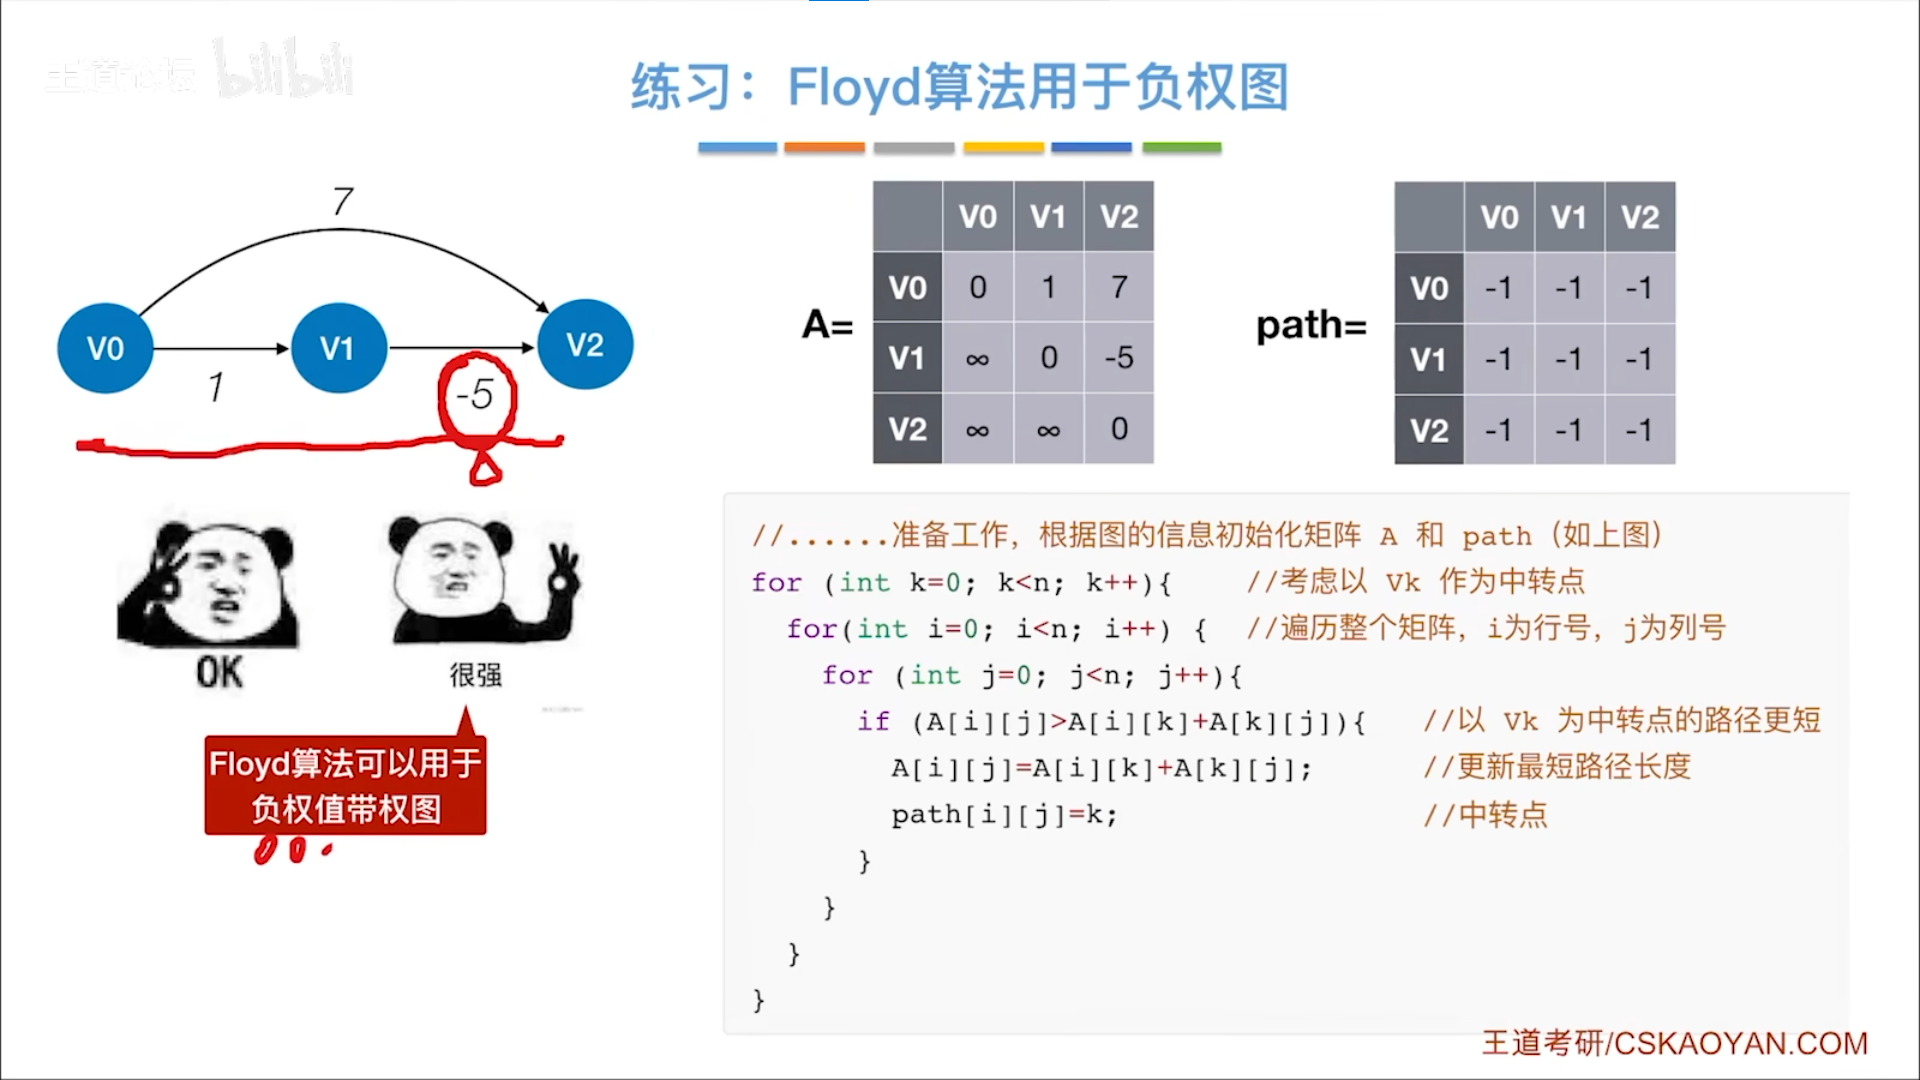 王道论坛 bilibili
练习：Floyd算法用于负权图
7
V0 V1 V2
1
-5
A=
V0 V1 V2
V0 0 1 7
V1 ∞ 0 -5
V2 ∞ ∞ 0
path=
V0 V1 V2
V0 -1 -1 -1
V1 -1 -1 -1
V2 -1 -1 -1
OK
很强
Floyd算法可以用于
负权值带权图
//......准备工作，根据图的信息初始化矩阵 A 和 path（如上图）
for (int k=0; k<n; k++){ //考虑以 Vk 作为中转点
for(int i=0; i<n; i++) { //遍历整个矩阵，i为行号，j为列号
for (int j=0; j<n; j++){
if (A[i][j]>A[i][k]+A[k][j]){ //以 Vk 为中转点的路径更短
A[i][j]=A[i][k]+A[k][j]; //更新最短路径长度
path[i][j]=k; //中转点
}
}
}
}
王道考研/CSKAOYAN.COM